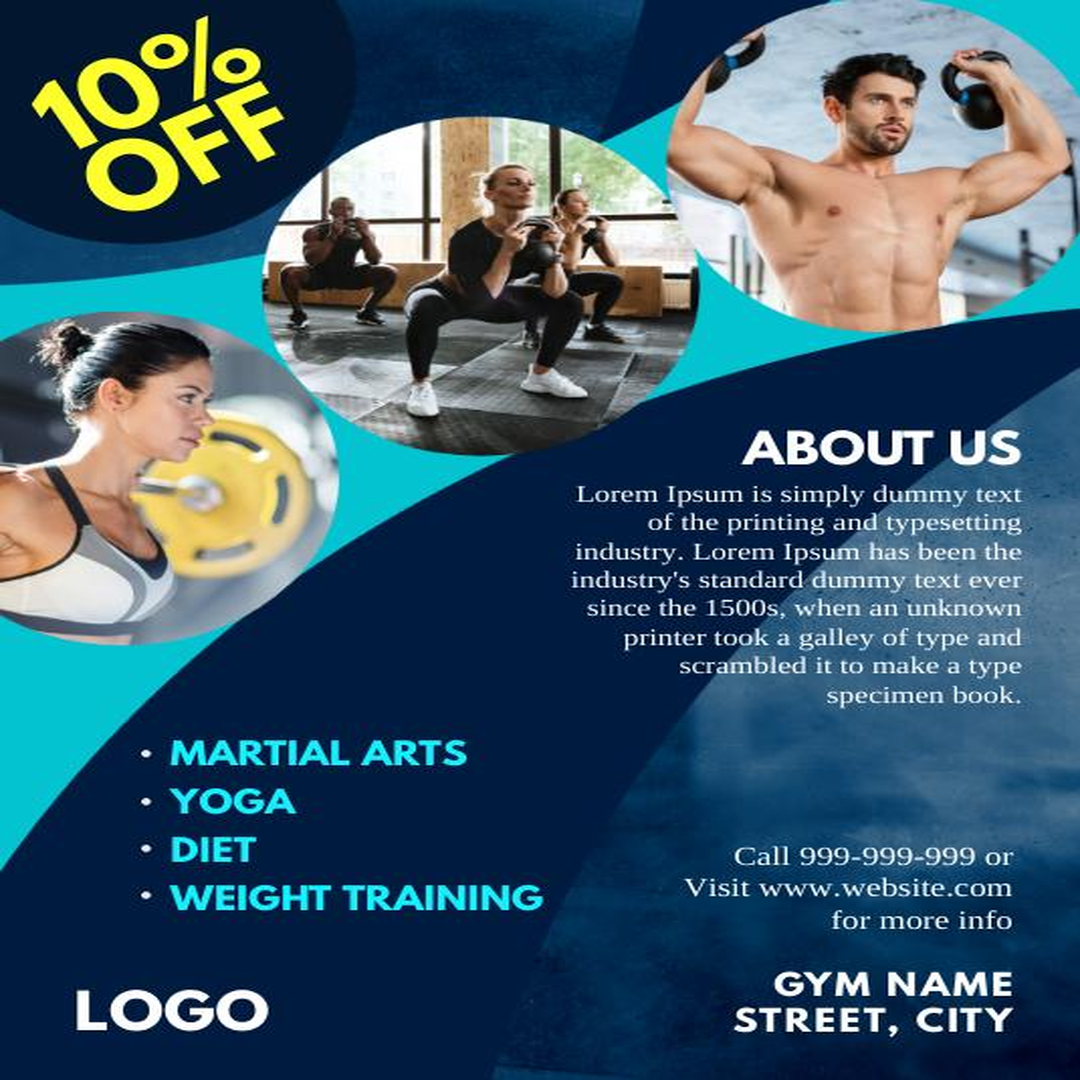 10%
OFF
ABOUT US
Lorem Ipsum is simply dummy text
of the printing and typesetting
industry. Lorem Ipsum has been the
industry's standard dummy text ever
since the 1500s, when an unknown
printer took a galley of type and
scrambled it to make a type
specimen book.
• MARTIAL ARTS
• YOGA
• DIET
• WEIGHT TRAINING
Call 999-999-999 or
Visit www.website.com
for more info
LOGO
GYM NAME
STREET, CITY